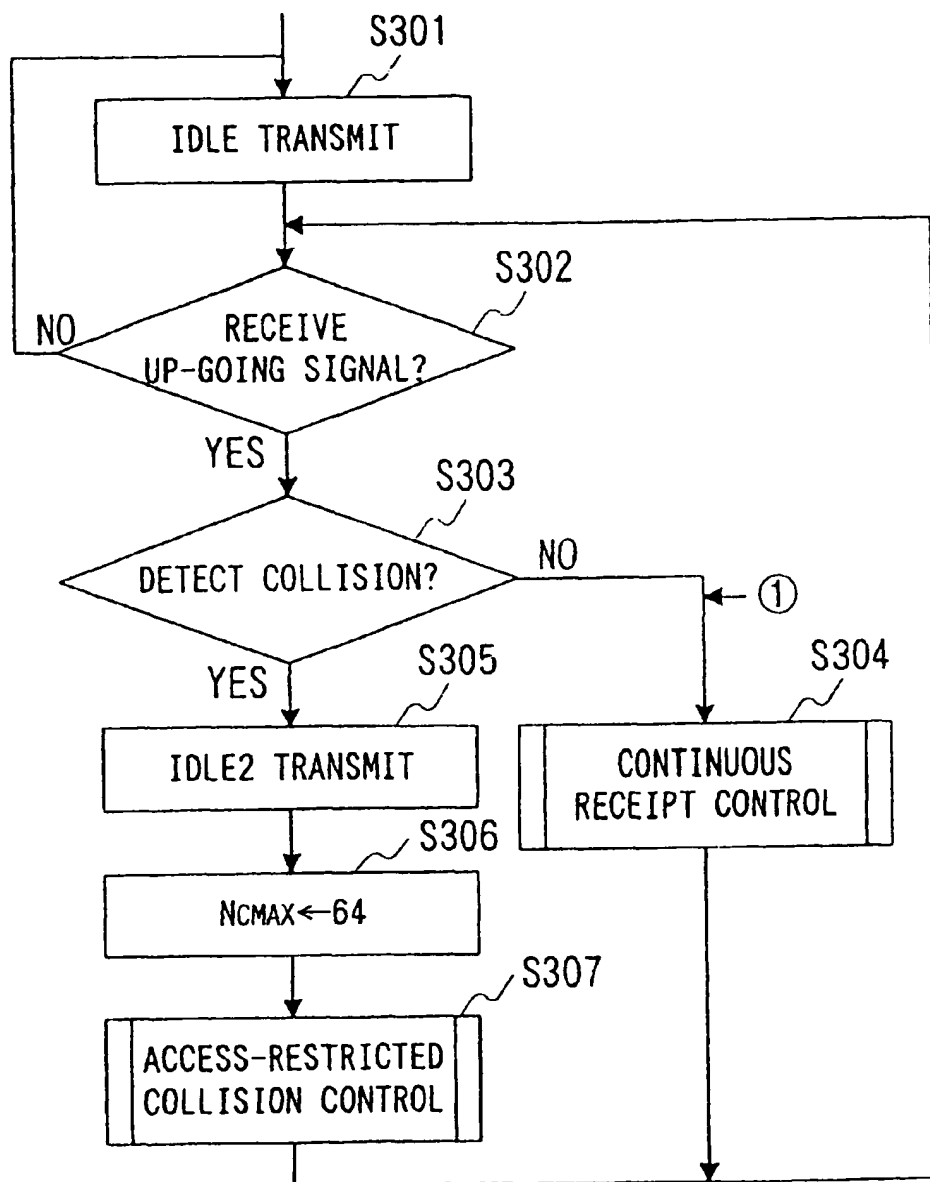 S301
IDLE TRANSMIT
S302
NO
RECEIVE
UP-GOING SIGNAL?
YES
S303
DETECT COLLISION?
NO
①
YES
S305
S304
IDLE2 TRANSMIT
CONTINUOUS
RECEIPT CONTROL
S306
NCMAX←64
S307
ACCESS-RESTRICTED
COLLISION CONTROL